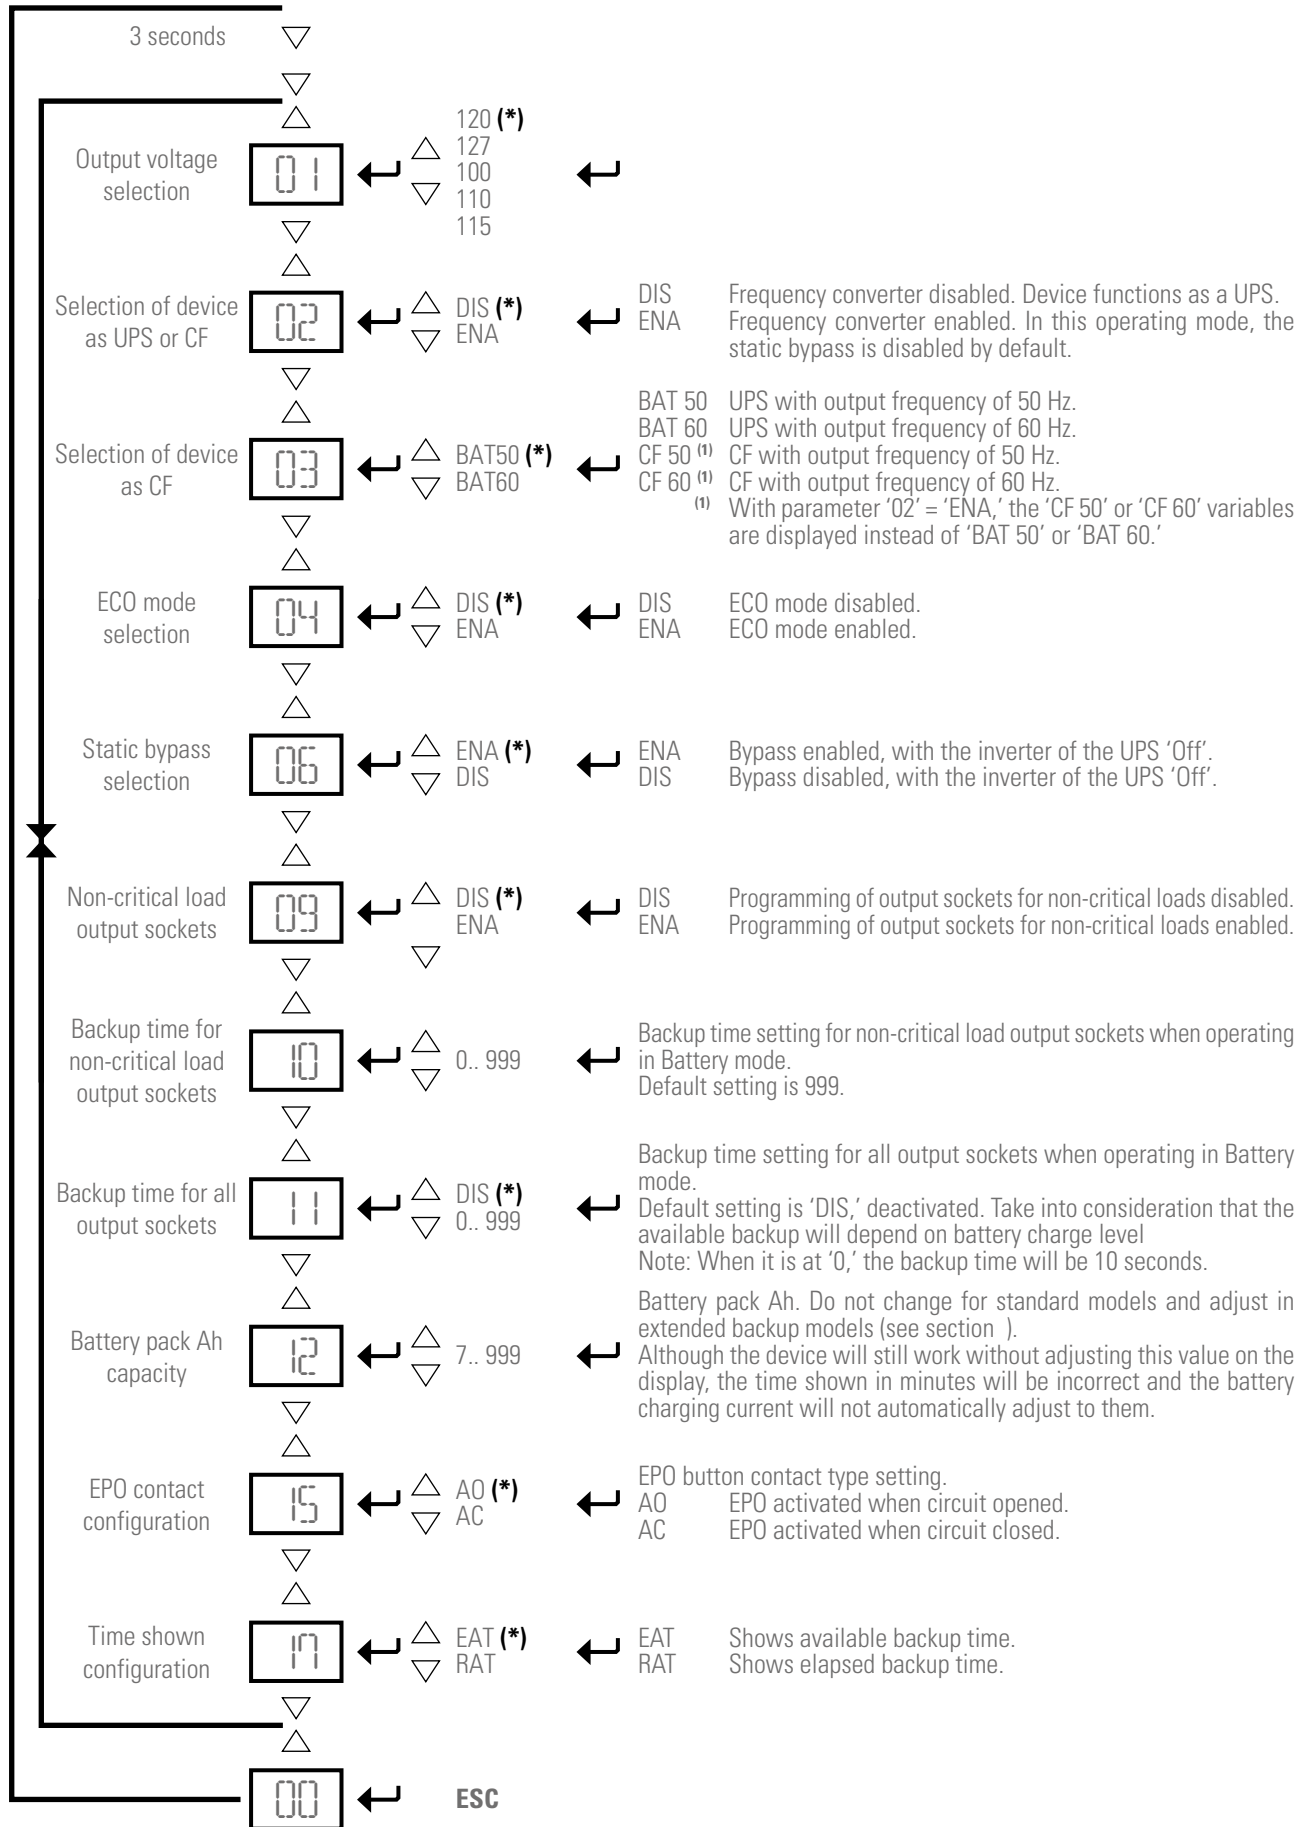 3 seconds
120 (*)
127
100
110
115
Output voltage
selection
01
Selection of device
as UPS or CF
02
DIS (*)
ENA
DIS Frequency converter disabled. Device functions as a UPS.
ENA Frequency converter enabled. In this operating mode, the
static bypass is disabled by default.
Selection of device
as CF
03
BAT50 (*)
BAT60
BAT 50 UPS with output frequency of 50 Hz.
BAT 60 UPS with output frequency of 60 Hz.
CF 50 (1) CF with output frequency of 50 Hz.
CF 60 (1) CF with output frequency of 60 Hz.
(1) With parameter ‘02’ = ‘ENA,’ the ‘CF 50’ or ‘CF 60’ variables
are displayed instead of ‘BAT 50’ or ‘BAT 60.’
ECO mode
selection
04
DIS (*)
ENA
DIS ECO mode disabled.
ENA ECO mode enabled.
Static bypass
selection
06
ENA (*)
DIS
ENA Bypass enabled, with the inverter of the UPS ‘Off’.
DIS Bypass disabled, with the inverter of the UPS ‘Off’.
Non-critical load
output sockets
09
DIS (*)
ENA
DIS Programming of output sockets for non-critical loads disabled.
ENA Programming of output sockets for non-critical loads enabled.
Backup time for
non-critical load
output sockets
10
0.. 999
Backup time setting for non-critical load output sockets when operating
in Battery mode.
Default setting is 999.
Backup time for all
output sockets
11
DIS (*)
0.. 999
Backup time setting for all output sockets when operating in Battery
mode.
Default setting is ‘DIS,’ deactivated. Take into consideration that the
available backup will depend on battery charge level
Note: When it is at ‘0,’ the backup time will be 10 seconds.
Battery pack Ah
capacity
12
7.. 999
Battery pack Ah. Do not change for standard models and adjust in
extended backup models (see section ).
Although the device will still work without adjusting this value on the
display, the time shown in minutes will be incorrect and the battery
charging current will not automatically adjust to them.
EPO contact
configuration
15
AO (*)
AC
EPO button contact type setting.
AO EPO activated when circuit opened.
AC EPO activated when circuit closed.
Time shown
configuration
17
EAT (*)
RAT
EAT Shows available backup time.
RAT Shows elapsed backup time.
00
ESC